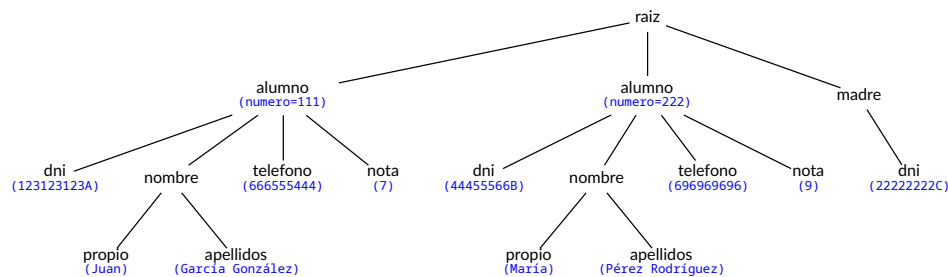 raiz
alumno
(numero=111)
alumno
(numero=222)
madre
dni
(123123123A)
nombre
telefono
(666555444)
nota
(7)
dni
(44455566B)
nombre
telefono
(696969696)
nota
(9)
dni
(22222222C)
propio
(Juan)
apellidos
(García González)
propio
(María)
apellidos
(Pérez Rodríguez)